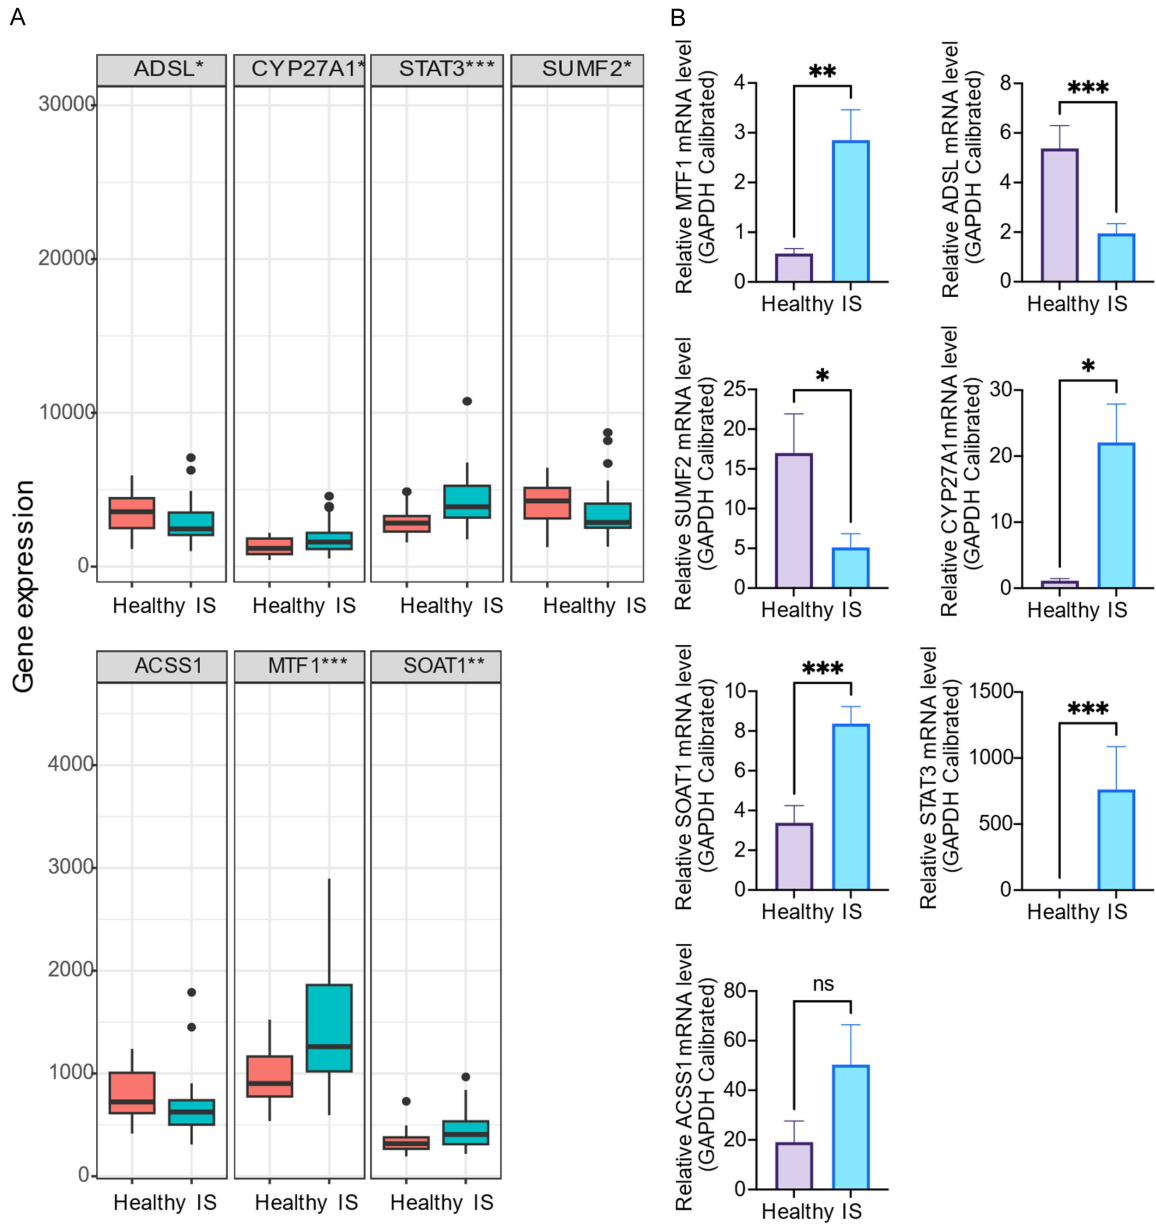 A
ADSL* CYP27A1* STAT3*** SUMF2*
30000
20000
10000
0
Healthy IS Healthy IS Healthy IS Healthy IS
Gene expression
ACSS1 MTF1*** SOAT1**
4000
3000
2000
1000
0
Healthy IS Healthy IS Healthy IS
B
Relative MTF1 mRNA level
(GAPDH Calibrated)
4
3
2
1
0
**
Healthy IS
Relative ADSL mRNA level
(GAPDH Calibrated)
8
6
4
2
0
***
Healthy IS
Relative SUMF2 mRNA level
(GAPDH Calibrated)
25
20
15
10
5
0
*
Healthy IS
Relative CYP27A1 mRNA level
(GAPDH Calibrated)
30
20
10
0
*
Healthy IS
Relative SOAT1 mRNA level
(GAPDH Calibrated)
10
8
6
4
2
0
***
Healthy IS
Relative STAT3 mRNA level
(GAPDH Calibrated)
1500
1000
500
0
***
Healthy IS
Relative ACSS1 mRNA level
(GAPDH Calibrated)
80
60
40
20
0
ns
Healthy IS